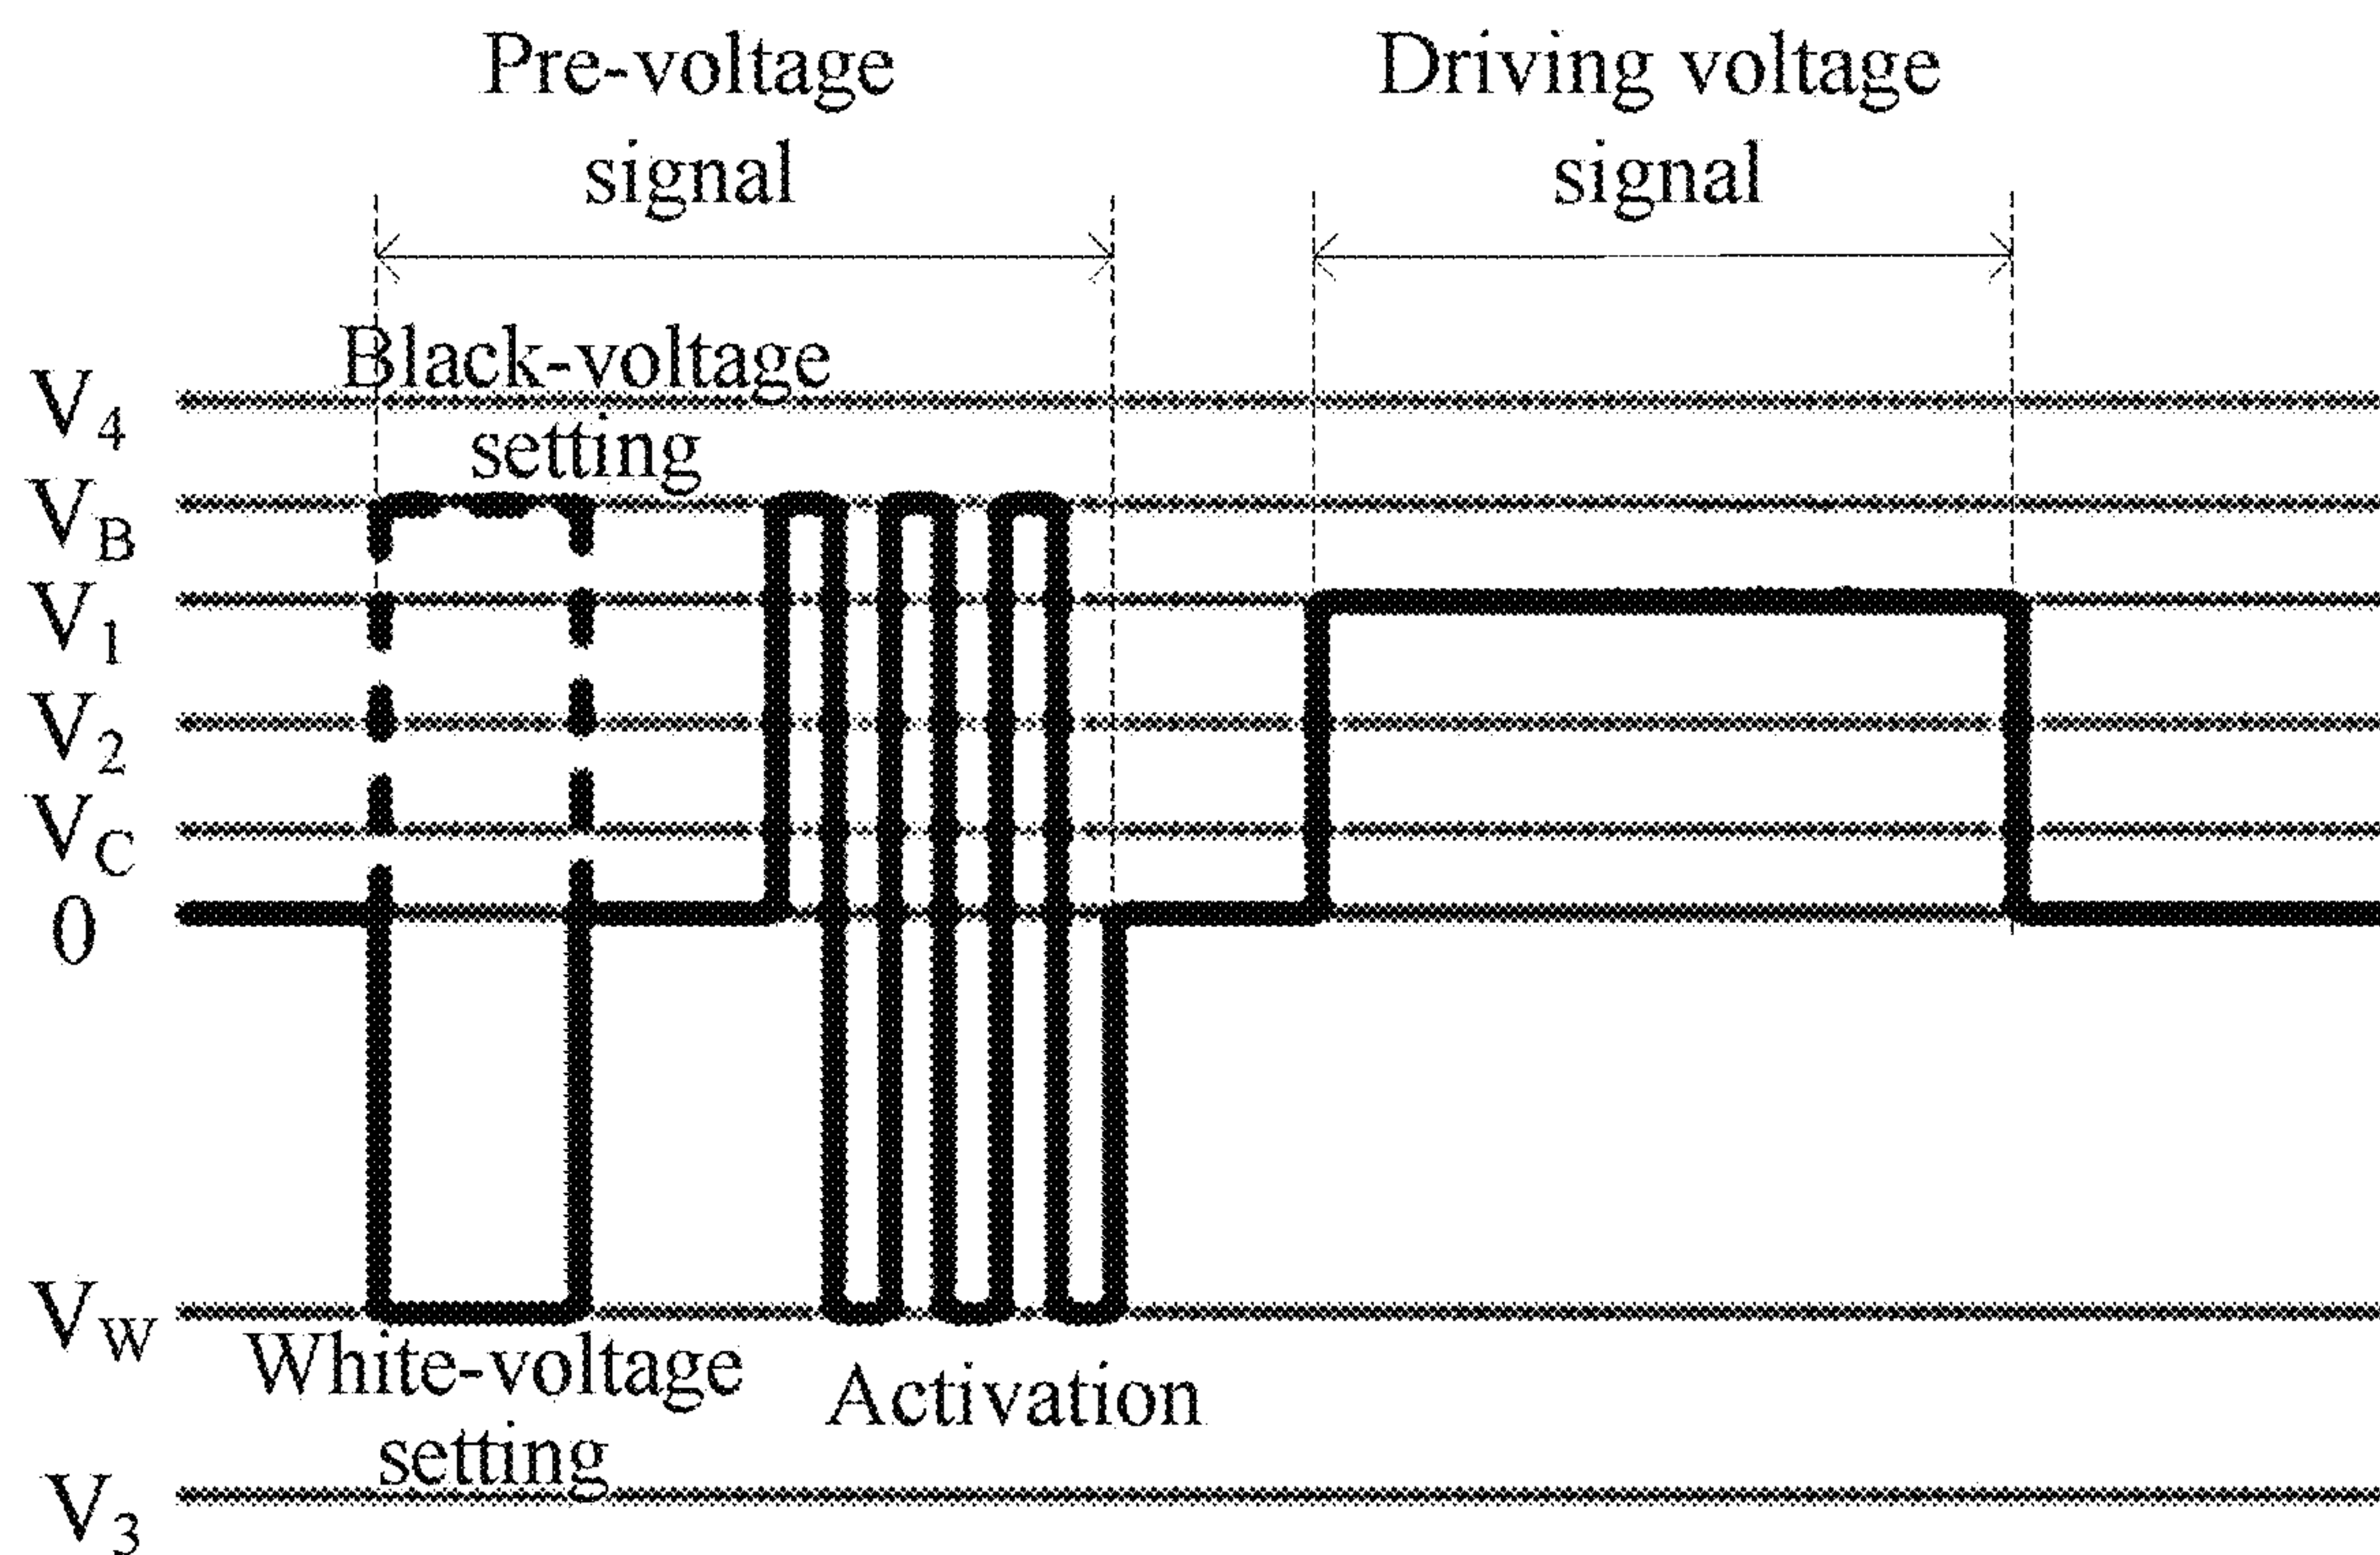 Pre-voltage
signal
Driving voltage
signal
Black-voltage
setting
V4
VB
V1
V2
VC
0
VW
White-voltage
setting
Activation
V3